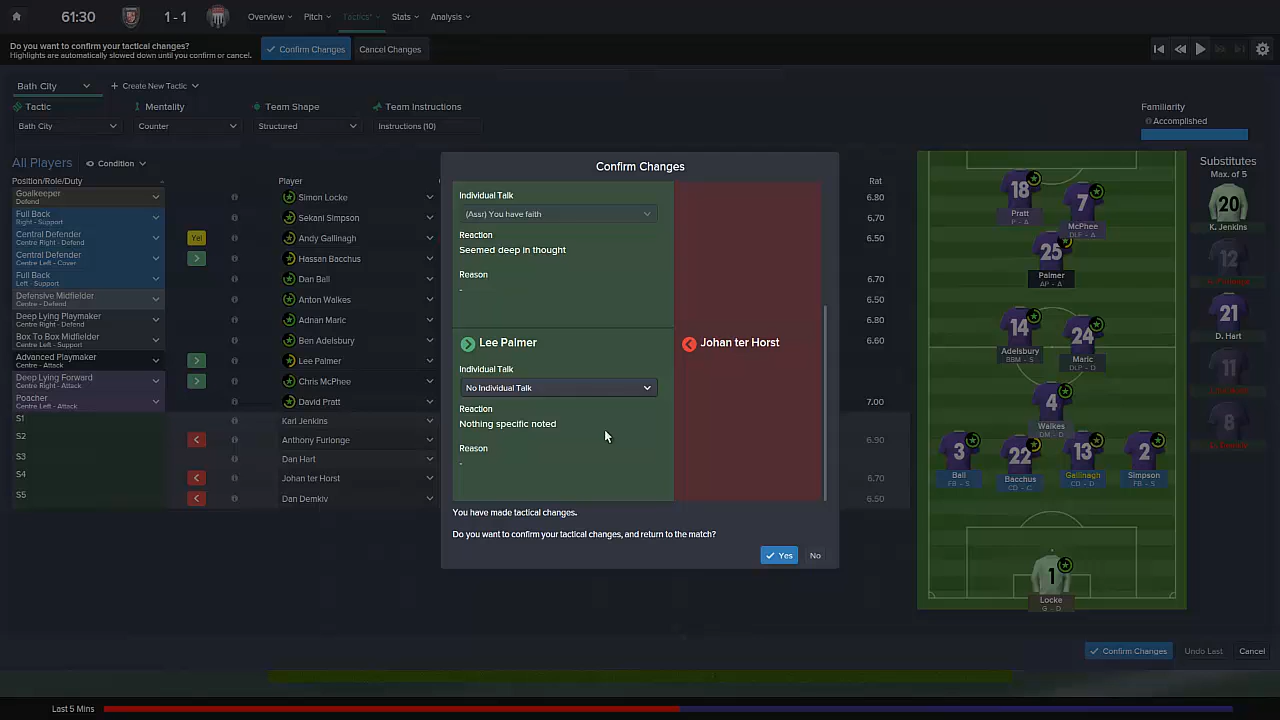 61:30
1 - 1
Overview
Pitch
Tactics*
Stats
Analysis
Do you want to confirm your tactical changes?
Highlights are automatically slowed down until you confirm or cancel.
Confirm Changes
Cancel Changes
Bath City
Create New Tactic
Tactic
Mentality
Team Shape
Team Instructions
Bath City
Counter
Structured
Instructions (10)
Familiarity
Accomplished
All Players
Condition
Position/Role/Duty
Player
Rat
Goalkeeper
Defend
Simon Locke
6.80
Full Back
Right - Support
Sekani Simpson
6.70
Central Defender
Centre Right - Defend
Yel
Andy Gallinagh
6.50
Central Defender
Centre Left - Cover
Hassan Bacchus
Full Back
Left - Support
Dan Ball
6.70
Defensive Midfielder
Centre - Defend
Anton Walkes
6.50
Deep Lying Playmaker
Centre Right - Defend
Adnan Maric
6.80
Box To Box Midfielder
Centre Left - Support
Ben Adelsbury
6.60
Advanced Playmaker
Centre - Attack
Lee Palmer
Deep Lying Forward
Centre Right - Attack
Chris McPhee
Poacher
Centre Left - Attack
David Pratt
7.00
S1
Karl Jenkins
S2
Anthony Furlonge
6.90
S3
Dan Hart
S4
Johan ter Horst
6.70
S5
Dan Demkiv
6.50
Confirm Changes
Individual Talk
(Assr) You have faith
Reaction
Seemed deep in thought
Reason
-
Lee Palmer
Johan ter Horst
Individual Talk
No Individual Talk
Reaction
Nothing specific noted
Reason
-
You have made tactical changes.
Do you want to confirm your tactical changes, and return to the match?
Yes
No
18
Pratt
P - A
7
McPhee
DLF - A
25
Palmer
AP - A
14
Adelsbury
BBM - S
24
Maric
DLP - D
4
Walkes
DM - D
3
Ball
FB - S
22
Bacchus
CD - C
13
Gallinagh
CD - D
2
Simpson
FB - S
1
Locke
G - D
Substitutes
Max. of 5
20
K. Jenkins
12
21
D. Hart
11
8
Confirm Changes
Undo Last
Cancel
Last 5 Mins